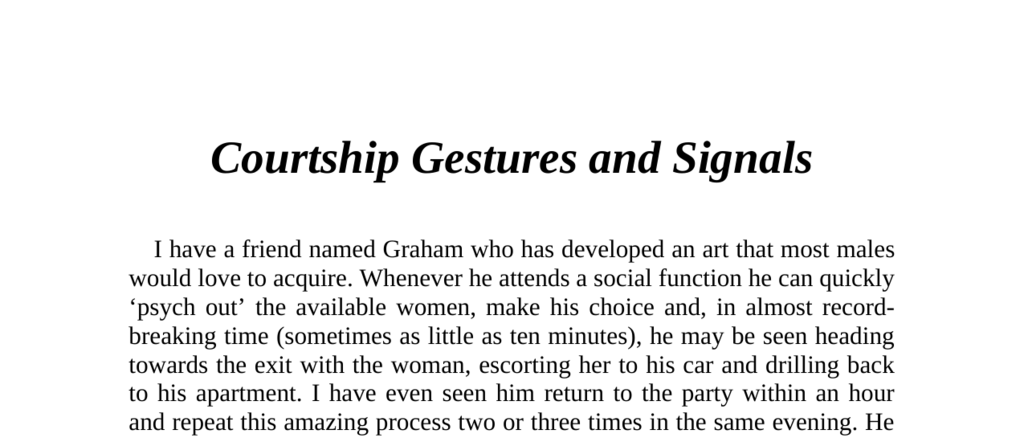 Courtship Gestures and Signals
I have a friend named Graham who has developed an art that most males
would love to acquire. Whenever he attends a social function he can quickly
‘psych out’ the available women, make his choice and, in almost record-
breaking time (sometimes as little as ten minutes), he may be seen heading
towards the exit with the woman, escorting her to his car and drilling back
to his apartment. I have even seen him return to the party within an hour
and repeat this amazing process two or three times in the same evening. He